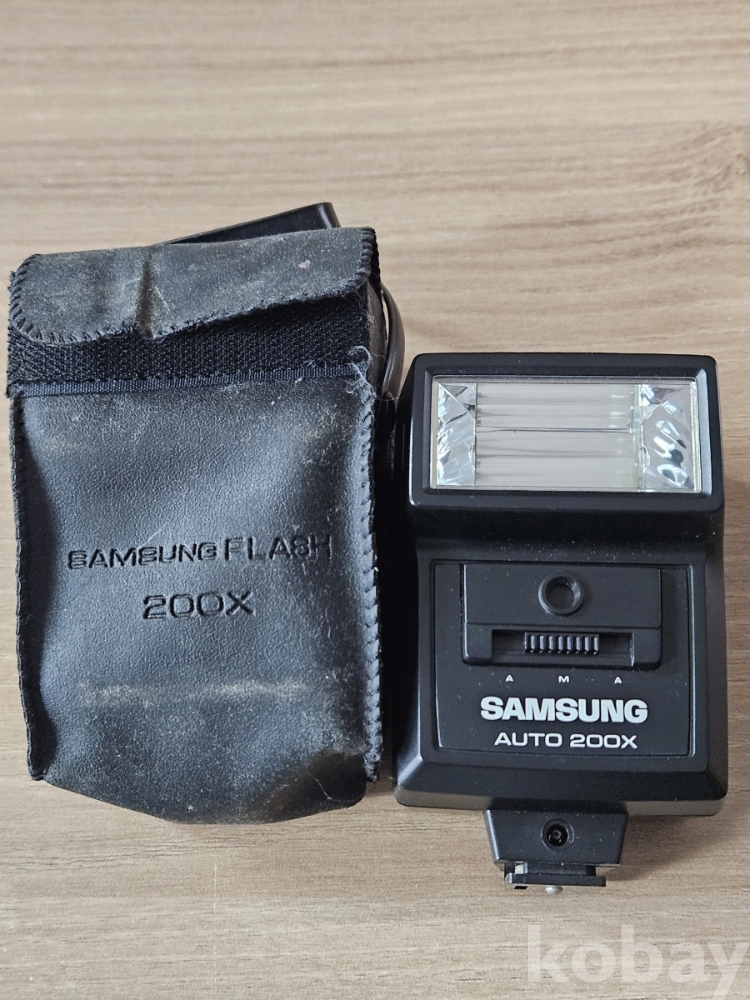 SAMSUNG FLASH
200X
A M A
SAMSUNG
AUTO 200X
kobay